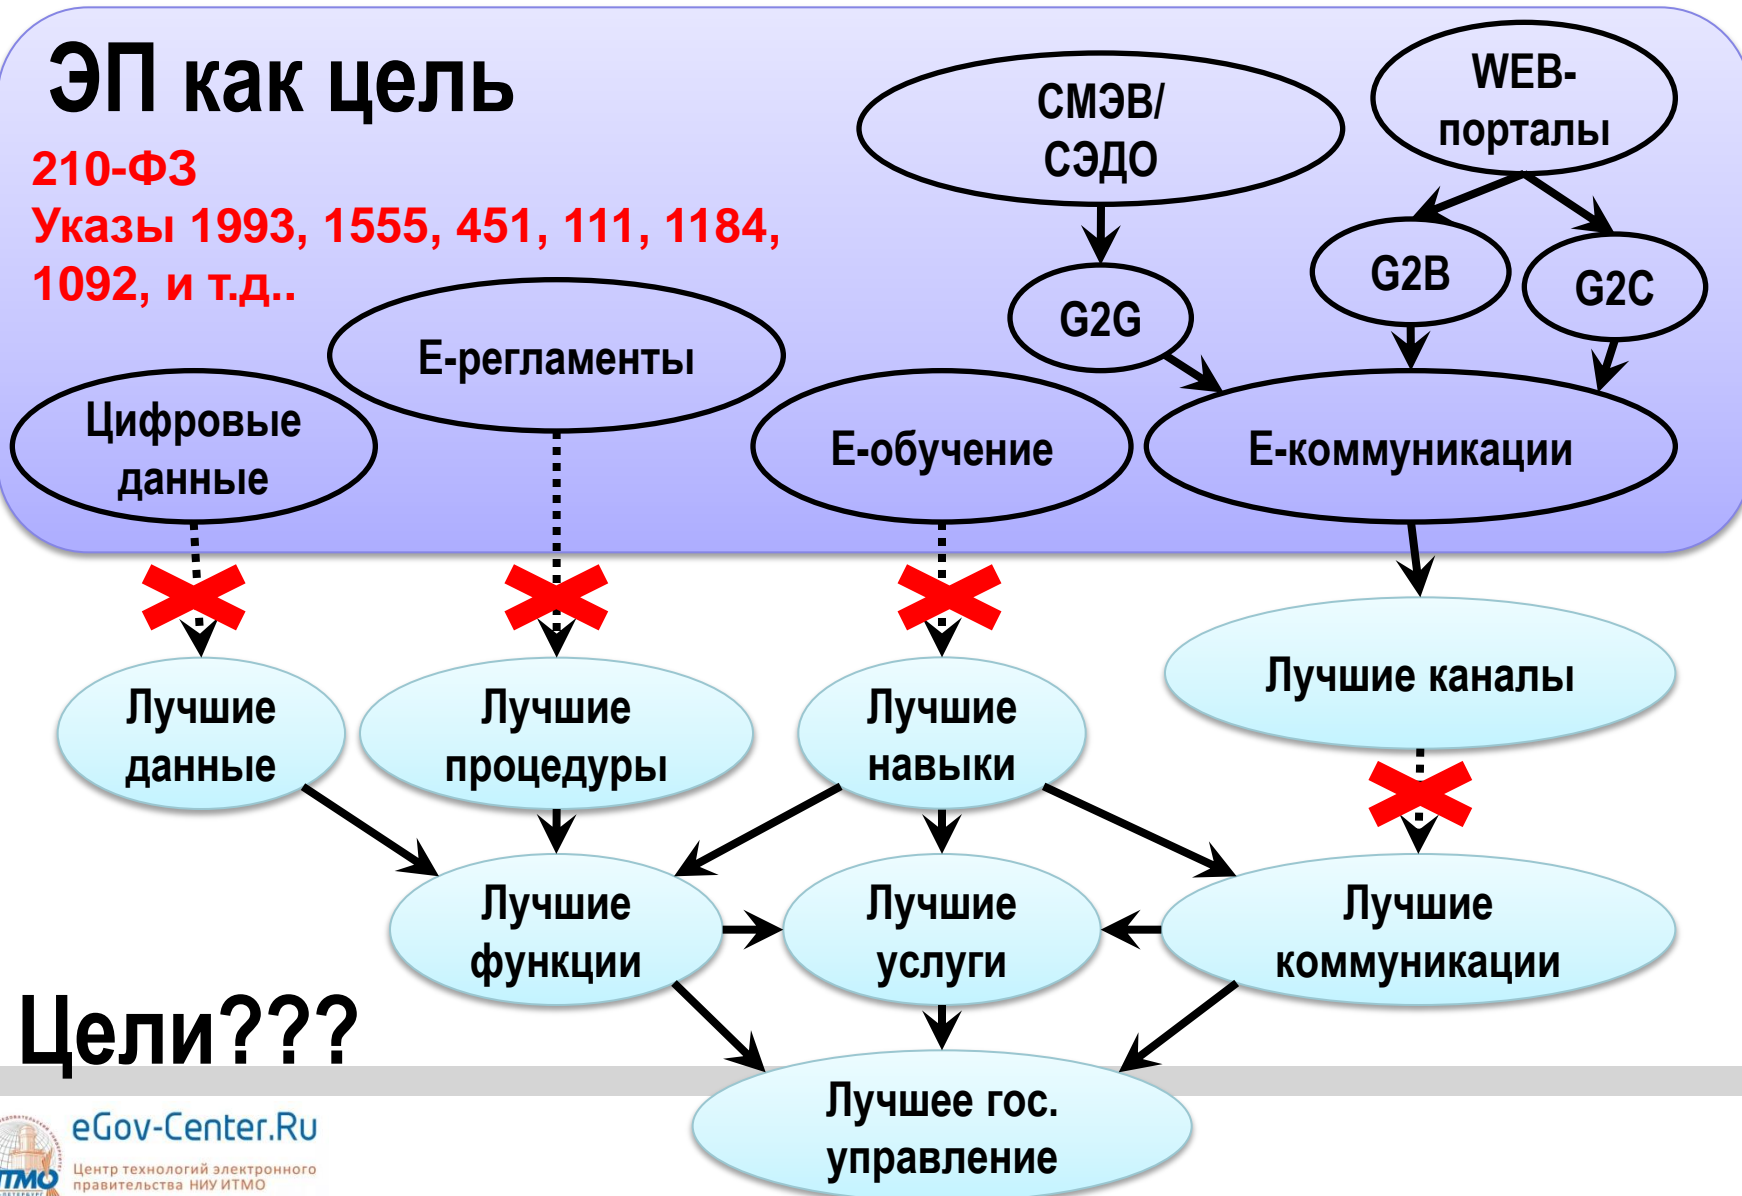 ЭП как цель
210-ФЗ
Указы 1993, 1555, 451, 111, 1184,
1092, и т.д..
СМЭВ/
СЭДО
WEB-
порталы
G2G
G2B
G2C
Е-регламенты
Цифровые
данные
Е-обучение
Е-коммуникации
Лучшие каналы
Лучшие
данные
Лучшие
процедуры
Лучшие
навыки
Лучшие
функции
Лучшие
услуги
Лучшие
коммуникации
Цели???
Лучшее гос.
управление
eGov-Center.Ru
Центр технологий электронного
правительства НИУ ИТМО